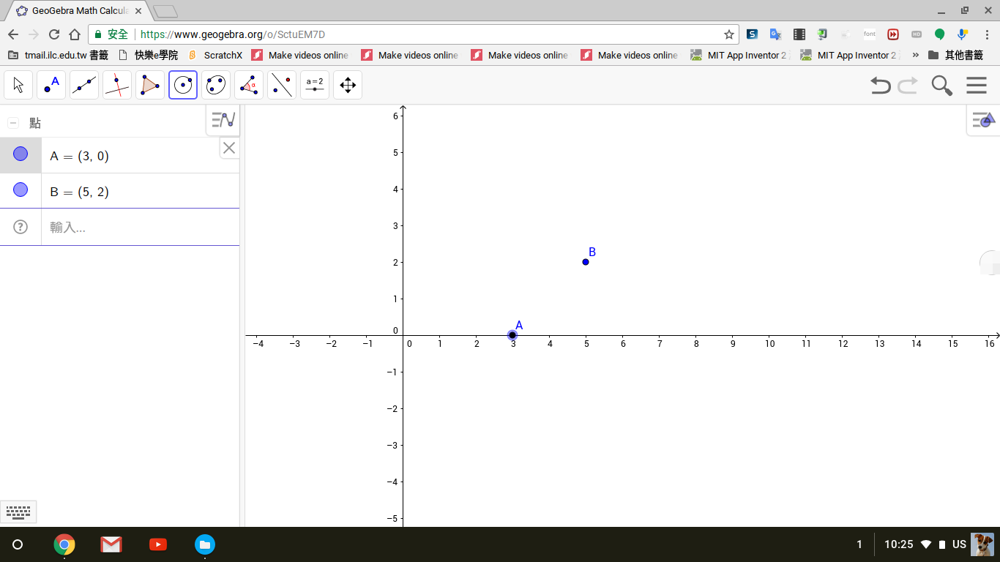 GeoGebra Math Calcula
安全 https://www.geogebra.org/o/SctuEM7D
S font HD
tmail.ilc.edu.tw 書籤 快樂e學院 ScratchX Make videos online Make videos online Make videos online Make videos online MIT App Inventor 2 MIT App Inventor 2 » 其他書籤
A α a=2
點
A = (3, 0)
B = (5, 2)
輸入...
6
5
4
3
2
1
0
−1
−2
−3
−4
−5
B
A
−4 −3 −2 −1 0 1 2 3 4 5 6 7 8 9 10 11 12 13 14 15 16
1 10:25 US